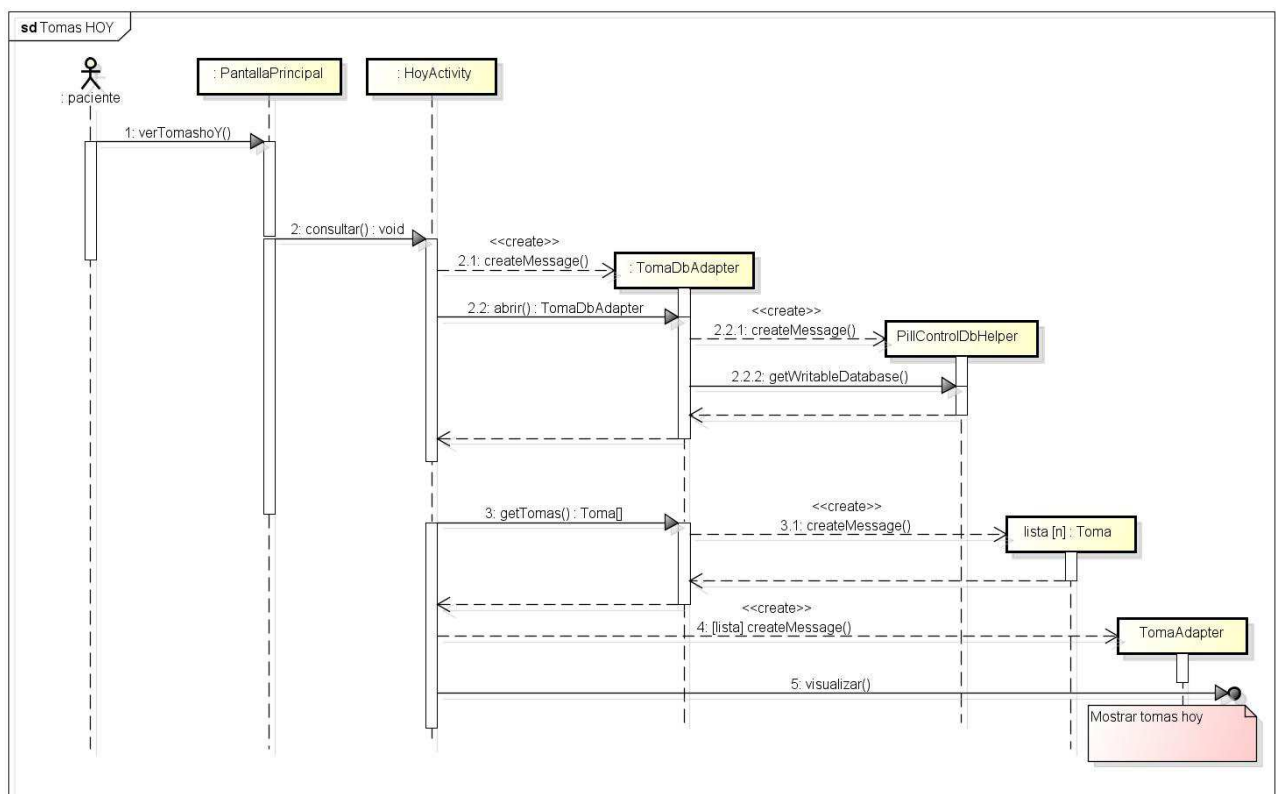 sd Tomas HOY
: paciente
: PantallaPrincipal
: HoyActivity
1: verTomashoY()
2: consultar() : void
<<create>>
2.1: createMessage()
: TomaDbAdapter
2.2: abrir() : TomaDbAdapter
<<create>>
2.2.1: createMessage()
PillControlDbHelper
2.2.2: getWritableDatabase()
3: getTomas() : Toma[]
<<create>>
3.1: createMessage()
lista [n] : Toma
<<create>>
4: [lista] createMessage()
TomaAdapter
5: visualizar()
Mostrar tomas hoy